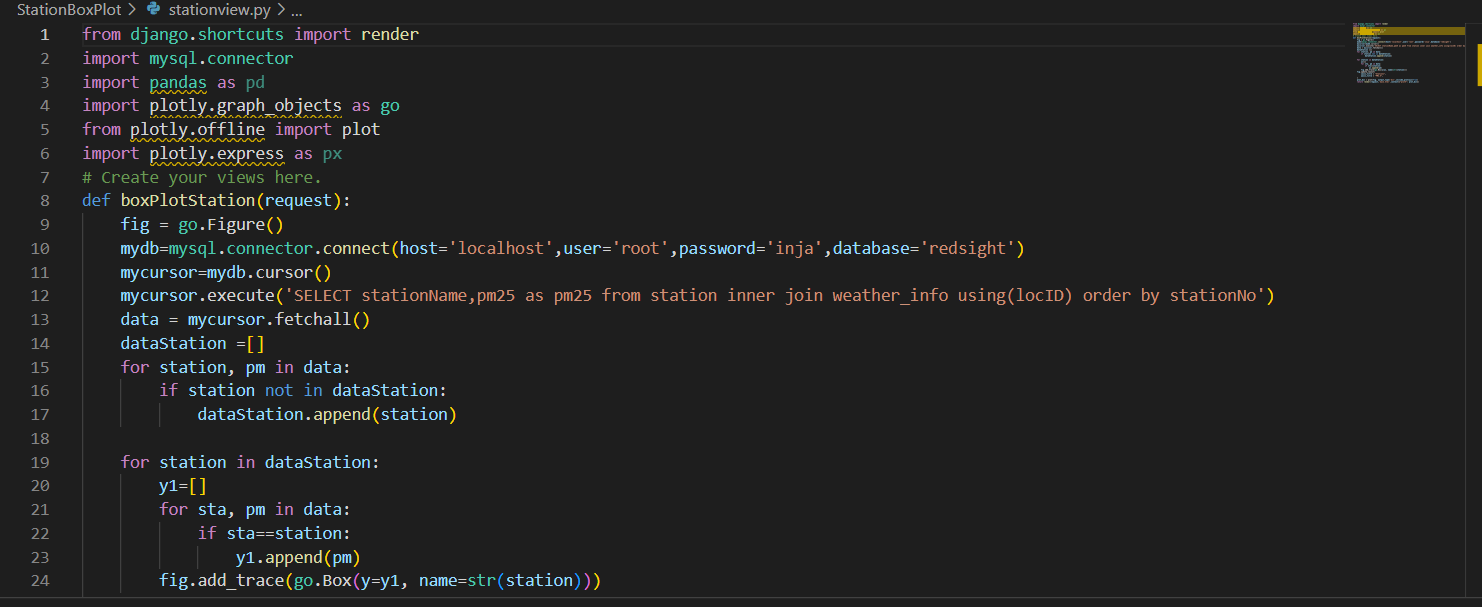 StationBoxPlot > stationview.py > ...
1 from django.shortcuts import render
2 import mysql.connector
3 import pandas as pd
4 import plotly.graph_objects as go
5 from plotly.offline import plot
6 import plotly.express as px
7 # Create your views here.
8 def boxPlotStation(request):
9     fig = go.Figure()
10     mydb=mysql.connector.connect(host='localhost',user='root',password='inja',database='redsight')
11     mycursor=mydb.cursor()
12     mycursor.execute('SELECT stationName,pm25 as pm25 from station inner join weather_info using(locID) order by stationNo')
13     data = mycursor.fetchall()
14     dataStation =[]
15     for station, pm in data:
16         if station not in dataStation:
17             dataStation.append(station)
18
19     for station in dataStation:
20         y1=[]
21         for sta, pm in data:
22             if sta==station:
23                 y1.append(pm)
24         fig.add_trace(go.Box(y=y1, name=str(station)))